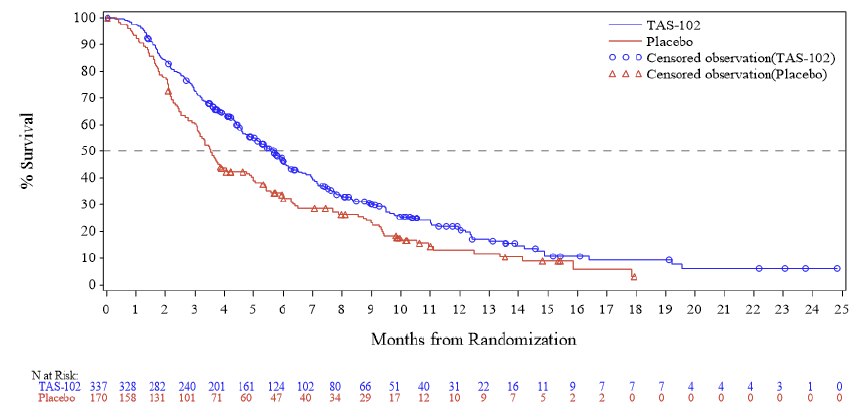 100
90
80
70
60
50
40
30
20
10
0
% Survival
TAS-102
Placebo
Censored observation(TAS-102)
Censored observation(Placebo)
0 1 2 3 4 5 6 7 8 9 10 11 12 13 14 15 16 17 18 19 20 21 22 23 24 25
Months from Randomization
N at Risk:
TAS-102 337 328 282 240 201 161 124 102 80 66 51 40 31 22 16 11 9 7 7 7 4 4 4 3 1 0
Placebo 170 158 131 101 71 60 47 40 34 29 17 12 10 9 7 5 2 2 0 0 0 0 0 0 0 0